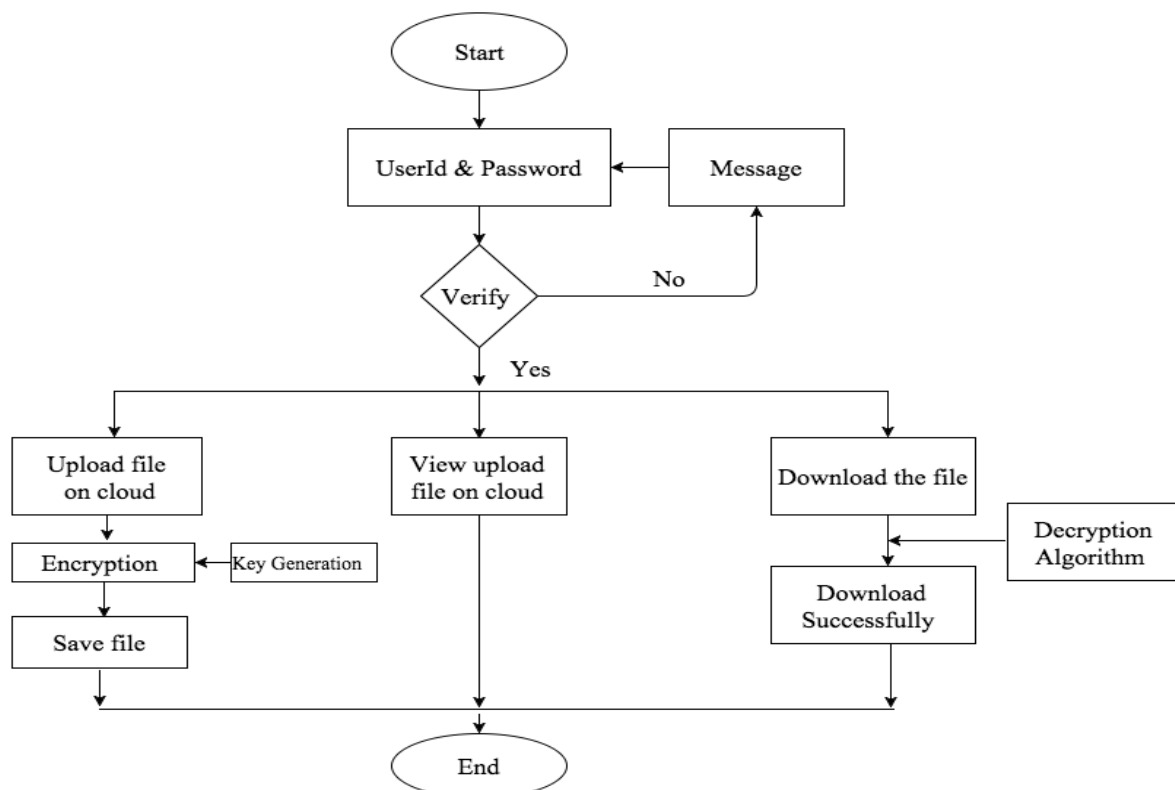 Start
UserId & Password
Message
Verify
No
Yes
Upload file
on cloud
View upload
file on cloud
Download the file
Encryption
Key Generation
Decryption
Algorithm
Save file
Download
Successfully
End